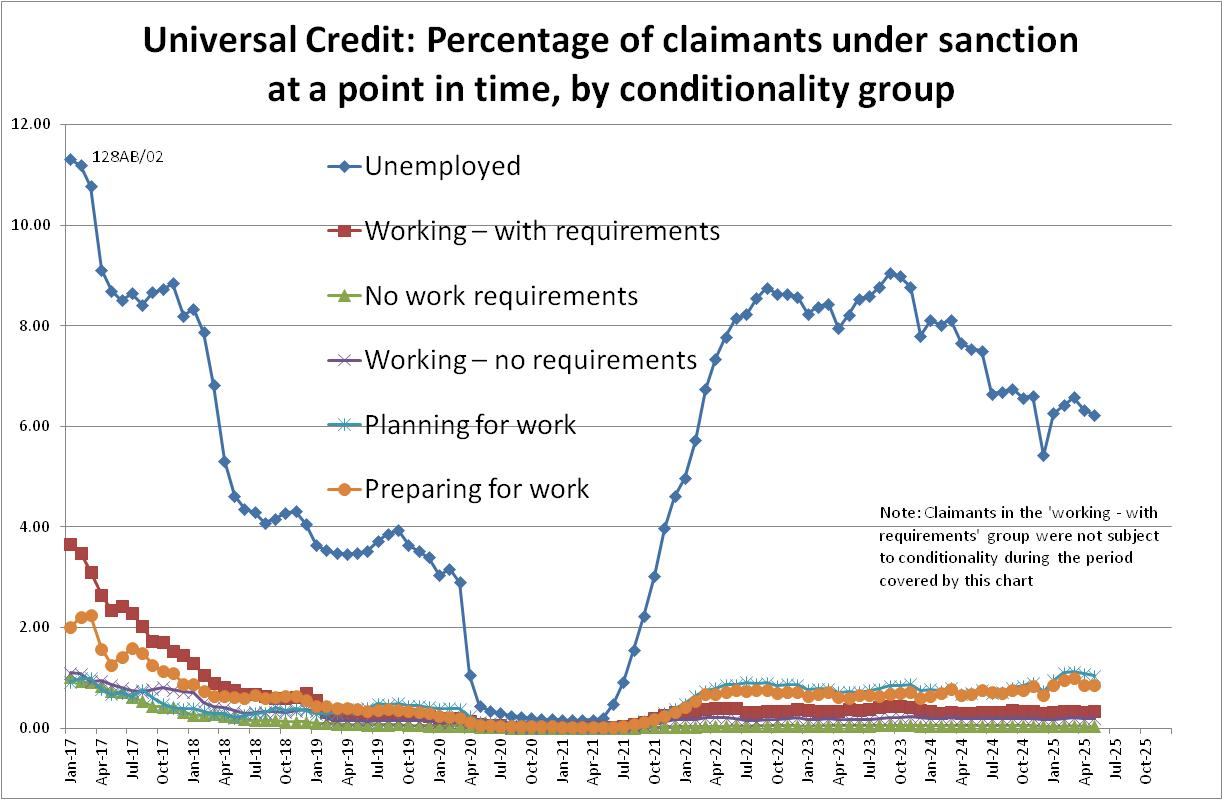 Universal Credit: Percentage of claimants under sanction
at a point in time, by conditionality group
12.00
10.00
8.00
6.00
4.00
2.00
0.00
128AB/02
Unemployed
Working – with requirements
No work requirements
Working – no requirements
Planning for work
Preparing for work
Note: Claimants in the 'working - with
requirements' group were not subject
to conditionality during the period
covered by this chart
Jan-17
Apr-17
Jul-17
Oct-17
Jan-18
Apr-18
Jul-18
Oct-18
Jan-19
Apr-19
Jul-19
Oct-19
Jan-20
Apr-20
Jul-20
Oct-20
Jan-21
Apr-21
Jul-21
Oct-21
Jan-22
Apr-22
Jul-22
Oct-22
Jan-23
Apr-23
Jul-23
Oct-23
Jan-24
Apr-24
Jul-24
Oct-24
Jan-25
Apr-25
Jul-25
Oct-25